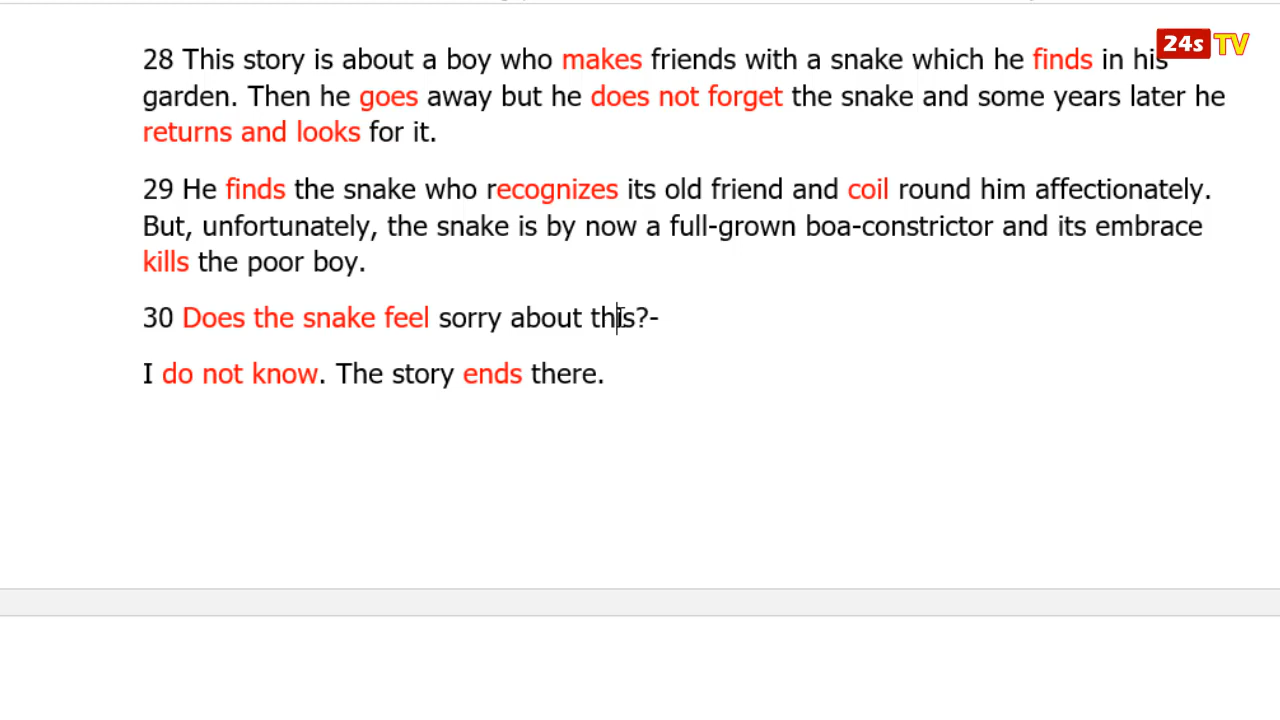 24s TV
28 This story is about a boy who makes friends with a snake which he finds in his
garden. Then he goes away but he does not forget the snake and some years later he
returns and looks for it.
29 He finds the snake who recognizes its old friend and coil round him affectionately.
But, unfortunately, the snake is by now a full-grown boa-constrictor and its embrace
kills the poor boy.
30 Does the snake feel sorry about this?-
I do not know. The story ends there.